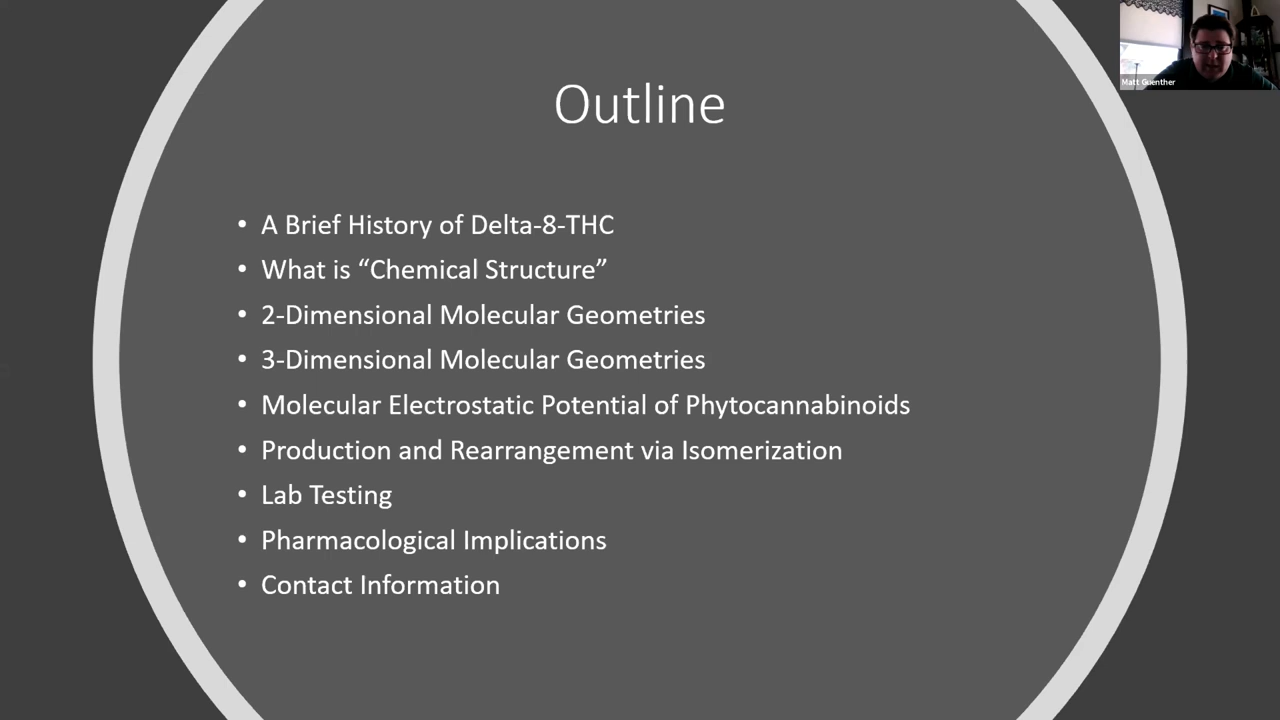 Outline
Matt Guenther
• A Brief History of Delta-8-THC
• What is “Chemical Structure”
• 2-Dimensional Molecular Geometries
• 3-Dimensional Molecular Geometries
• Molecular Electrostatic Potential of Phytocannabinoids
• Production and Rearrangement via Isomerization
• Lab Testing
• Pharmacological Implications
• Contact Information